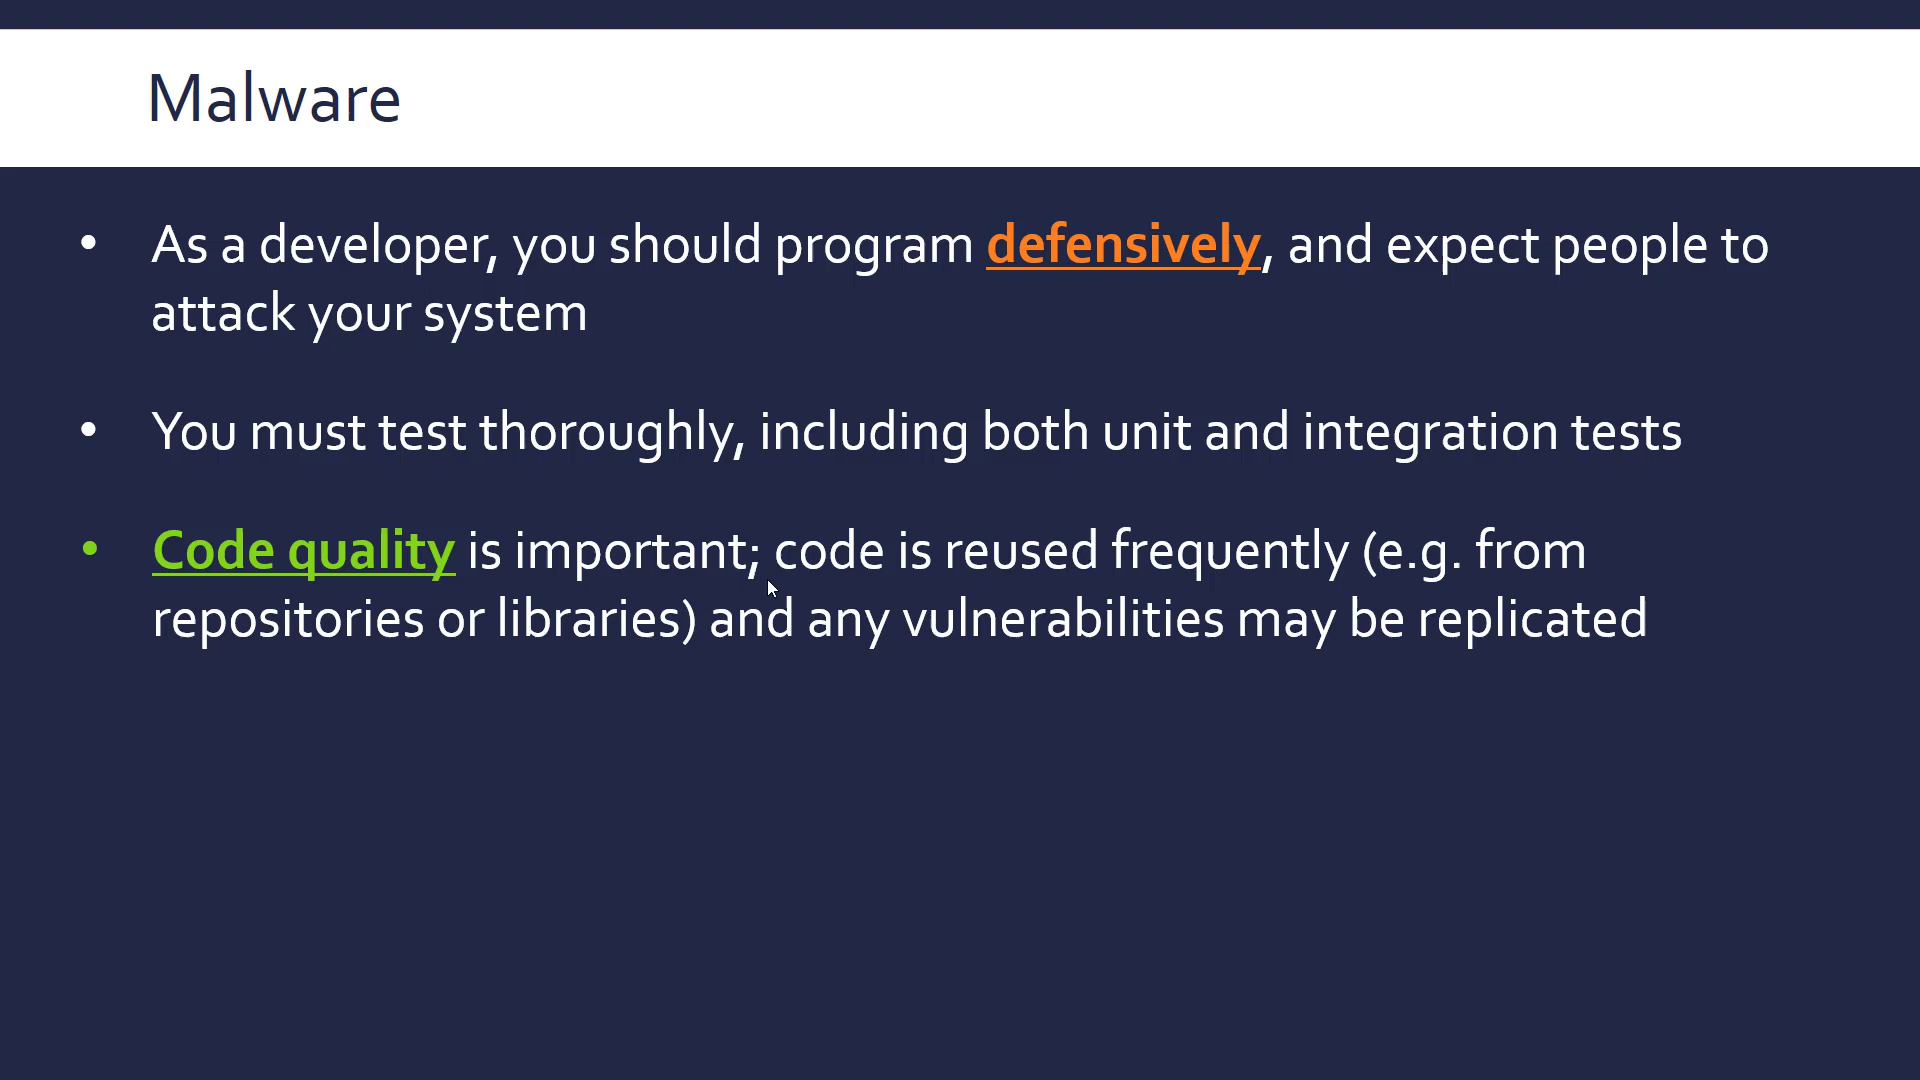 Malware
• As a developer, you should program defensively, and expect people to
attack your system
• You must test thoroughly, including both unit and integration tests
• Code quality is important; code is reused frequently (e.g. from
repositories or libraries) and any vulnerabilities may be replicated